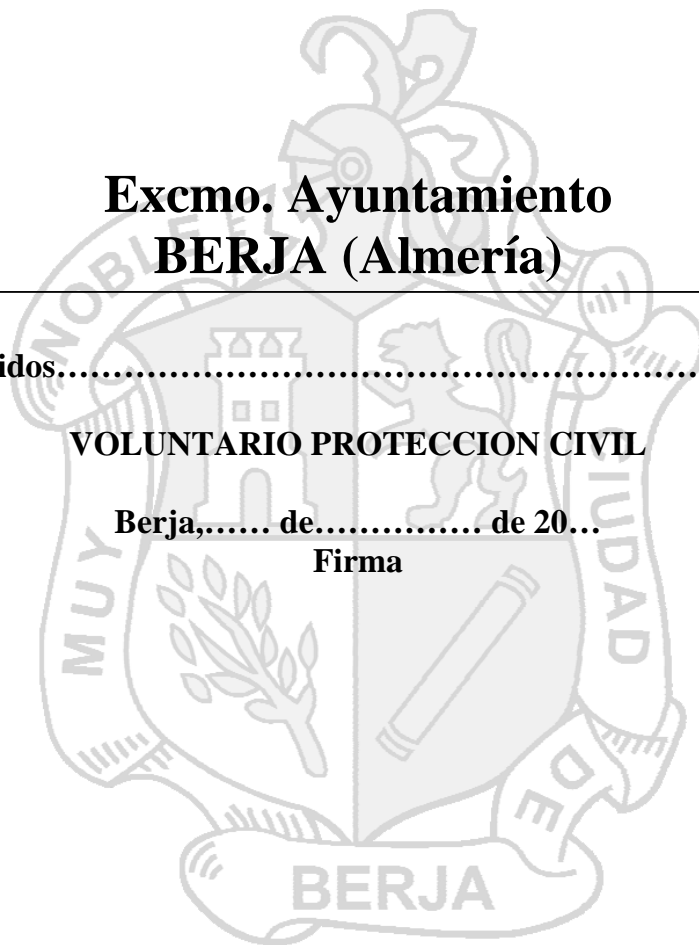 Excmo. Ayuntamiento
BERJA (Almería)
idos……………………………………………………
VOLUNTARIO PROTECCION CIVIL
Berja,…… de…………… de 20…
Firma
MUY
NOBLE
CIUDAD
DE
BERJA